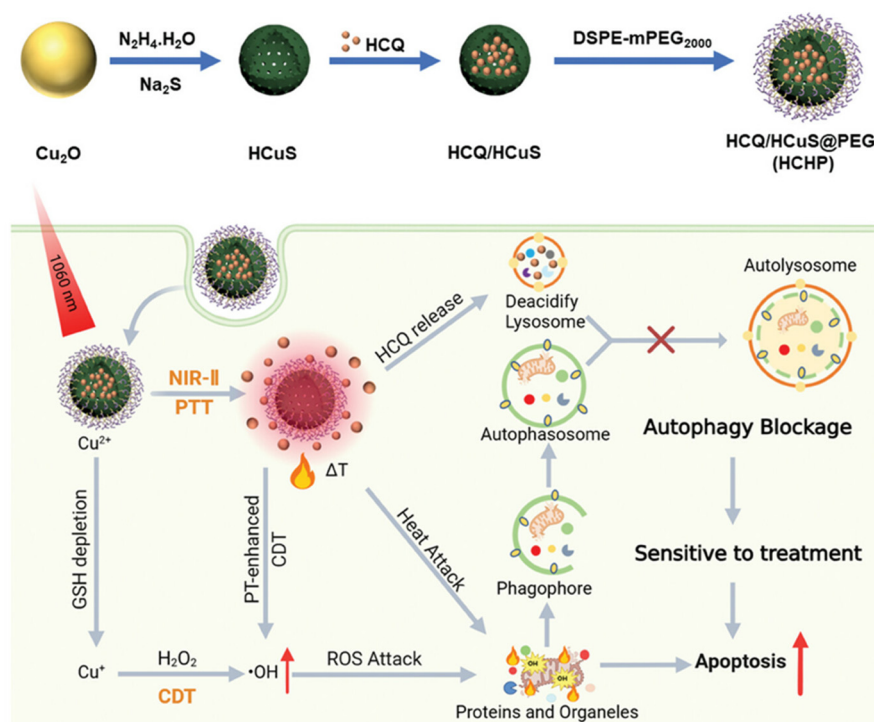 N₂H₄.H₂O
Na₂S
HCQ
DSPE-mPEG₂₀₀₀
Cu₂O
HCuS
HCQ/HCuS
HCQ/HCuS@PEG
(HCHP)
1060 nm
Deacidify
Lysosome
Autolysosome
HCQ release
NIR-Ⅱ
PTT
Cu²⁺
ΔT
Autophasosome
Autophagy Blockage
GSH depletion
PT-enhanced
CDT
Heat Attack
Phagophore
Sensitive to treatment
Cu⁺
H₂O₂
CDT
•OH
ROS Attack
OH
OH
Apoptosis
Proteins and Organeles